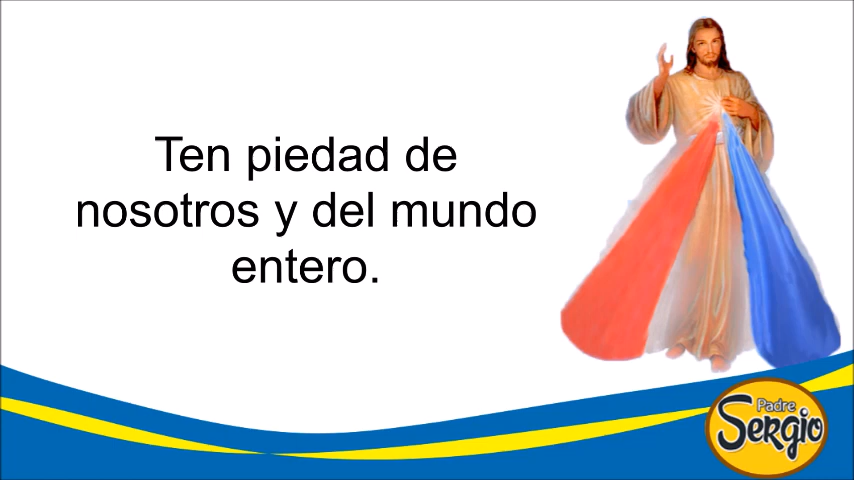 Ten piedad de
nosotros y del mundo
entero.
Padre
Sergio